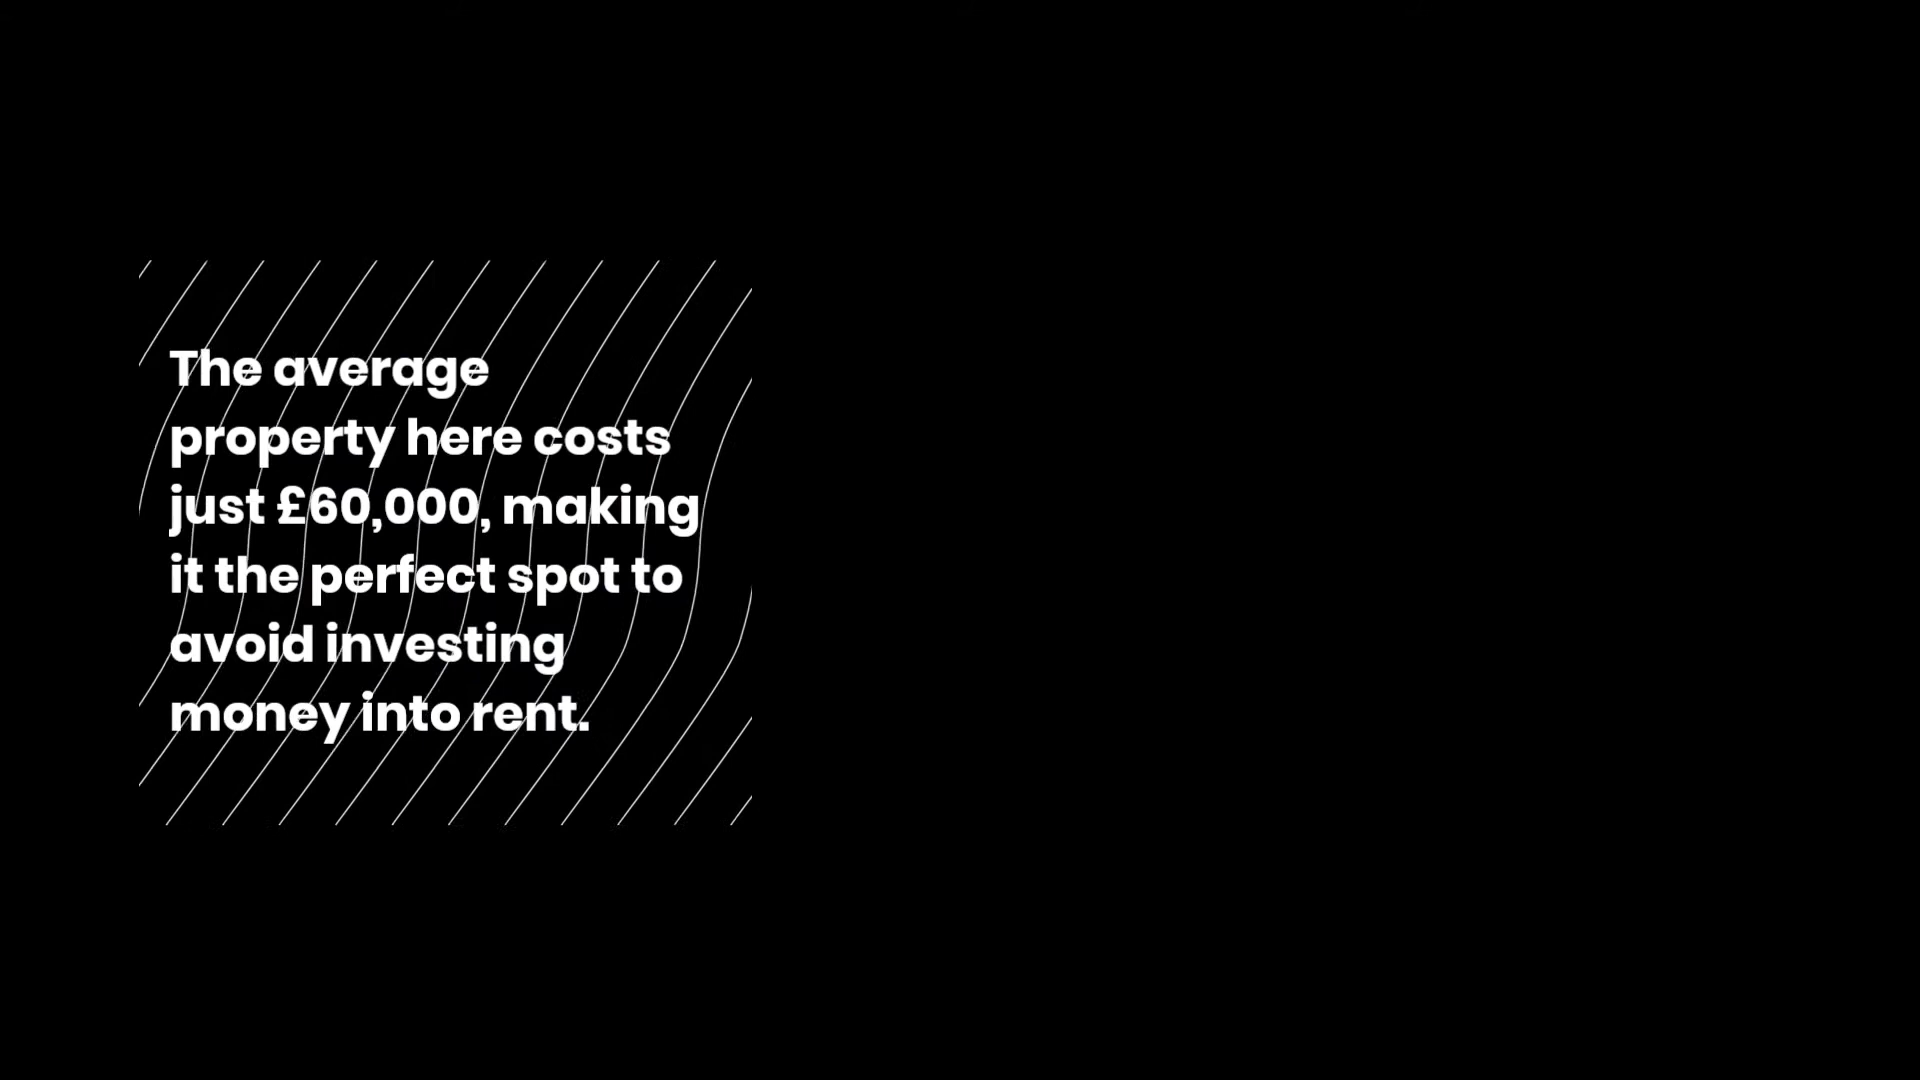 The average
property here costs
just £60,000, making
it the perfect spot to
avoid investing
money into rent.